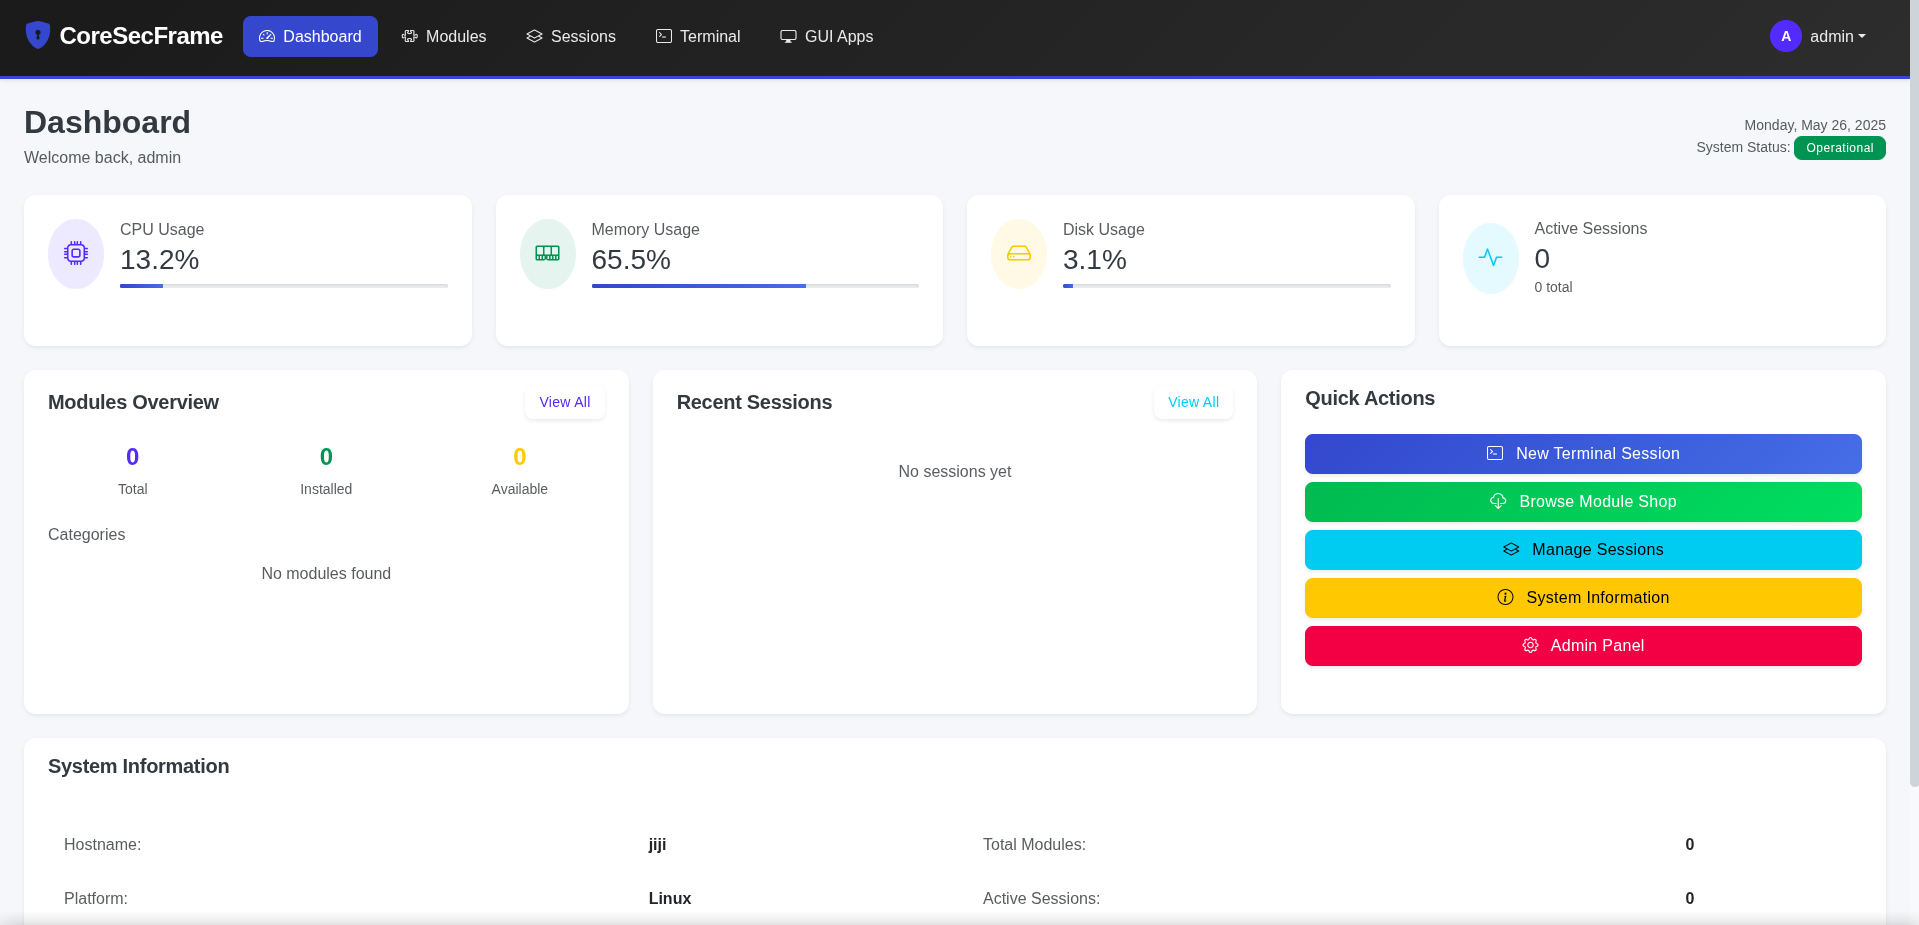 CoreSecFrame
Dashboard
Modules
Sessions
Terminal
GUI Apps
A
admin
Dashboard
Welcome back, admin
Monday, May 26, 2025
System Status: Operational
CPU Usage
13.2%
Memory Usage
65.5%
Disk Usage
3.1%
Active Sessions
0
0 total
Modules Overview
View All
0
Total
0
Installed
0
Available
Categories
No modules found
Recent Sessions
View All
No sessions yet
Quick Actions
New Terminal Session
Browse Module Shop
Manage Sessions
System Information
Admin Panel
System Information
Hostname: jiji
Total Modules: 0
Platform: Linux
Active Sessions: 0